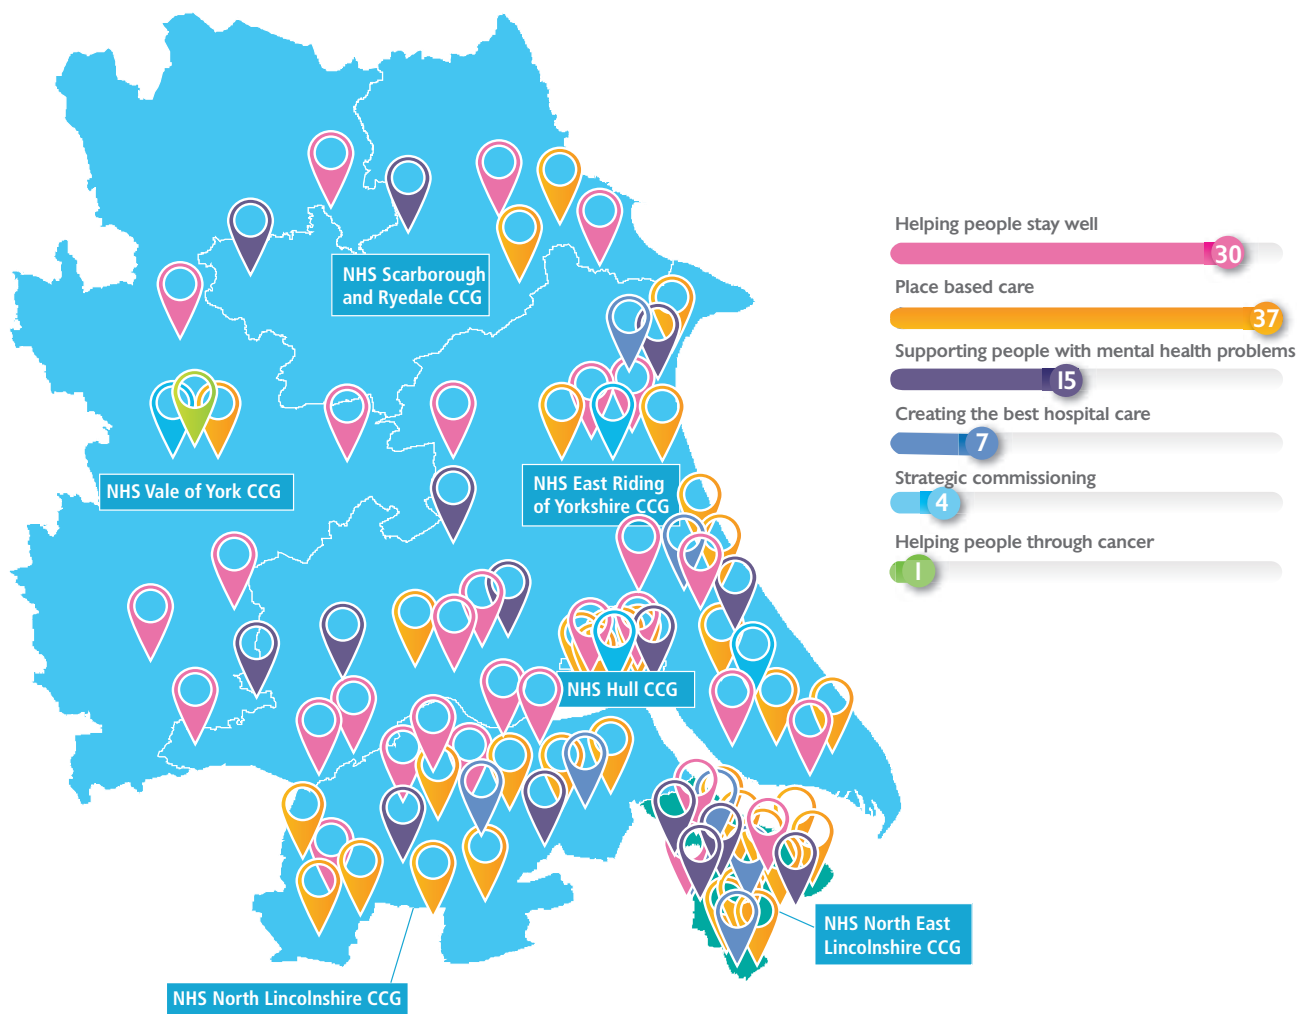 NHS Scarborough
and Ryedale CCG
NHS Vale of York CCG
NHS East Riding
of Yorkshire CCG
NHS Hull CCG
NHS North East
Lincolnshire CCG
NHS North Lincolnshire CCG
Helping people stay well
30
Place based care
37
Supporting people with mental health problems
15
Creating the best hospital care
7
Strategic commissioning
4
Helping people through cancer
1